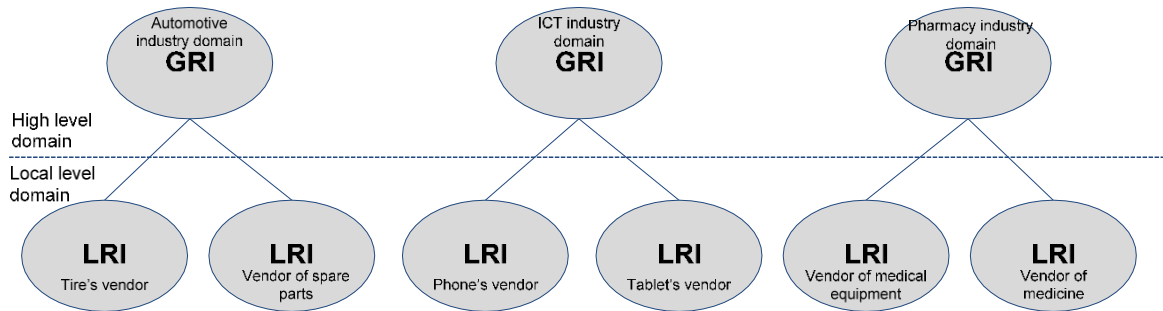 Automotive
industry domain
GRI
ICT industry
domain
GRI
Pharmacy industry
domain
GRI
High level
domain
Local level
domain
LRI
Tire's vendor
LRI
Vendor of spare
parts
LRI
Phone's vendor
LRI
Tablet's vendor
LRI
Vendor of medical
equipment
LRI
Vendor of
medicine